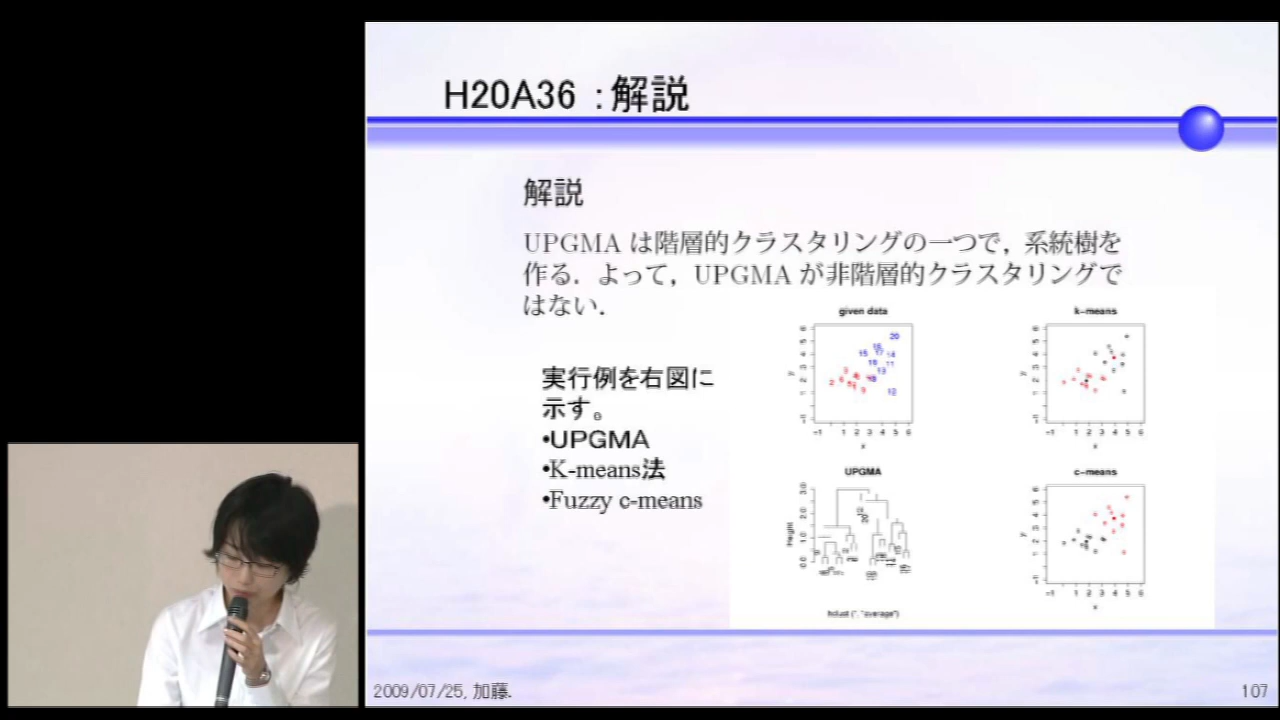 H20A36 :解説
解説
UPGMA は階層的クラスタリングの一つで，系統樹を
作る．よって，UPGMA が非階層的クラスタリングで
はない．
実行例を右図に
示す。
•UPGMA
•K-means法
•Fuzzy c-means
given data
k-means
UPGMA
c-means
Height
hclust (*, "average")
x
y
2009/07/25, 加藤.
107